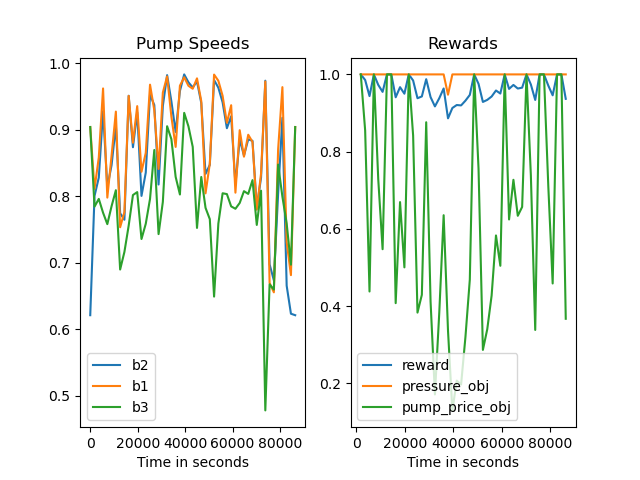 Pump Speeds
1.0
0.9
0.8
0.7
0.6
0.5
b2
b1
b3
0 20000 40000 60000 80000
Time in seconds
Rewards
1.0
0.8
0.6
0.4
0.2
reward
pressure_obj
pump_price_obj
0 20000 40000 60000 80000
Time in seconds